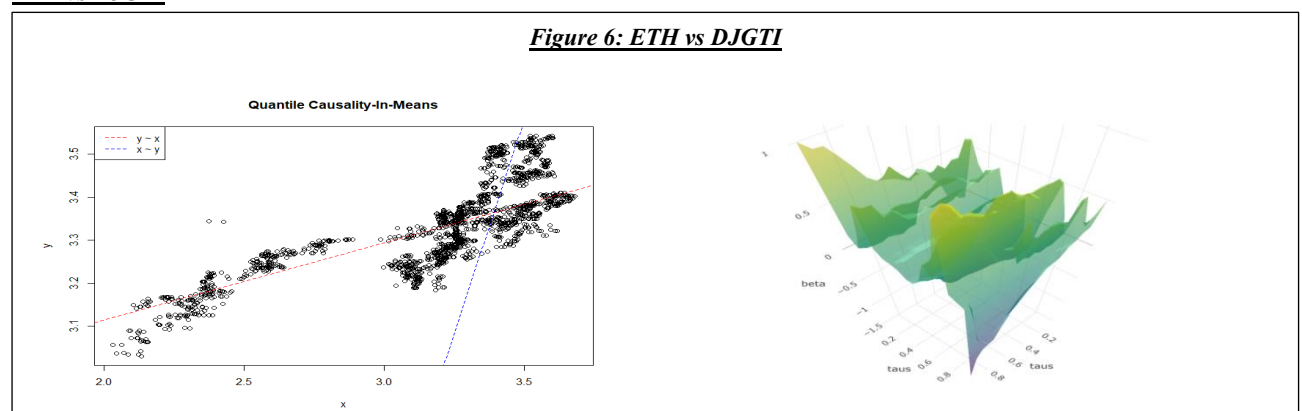 Figure 6: ETH vs DJGTI
Quantile Causality-In-Means
y ~ x
x ~ y
3.5
3.4
3.3
3.2
3.1
y
2.0
2.5
3.0
3.5
x
1
0.5
0
−0.5
−1
−1.5
beta
0.2
0.4
0.6
0.8
taus
0.2
0.4
0.6
0.8
taus